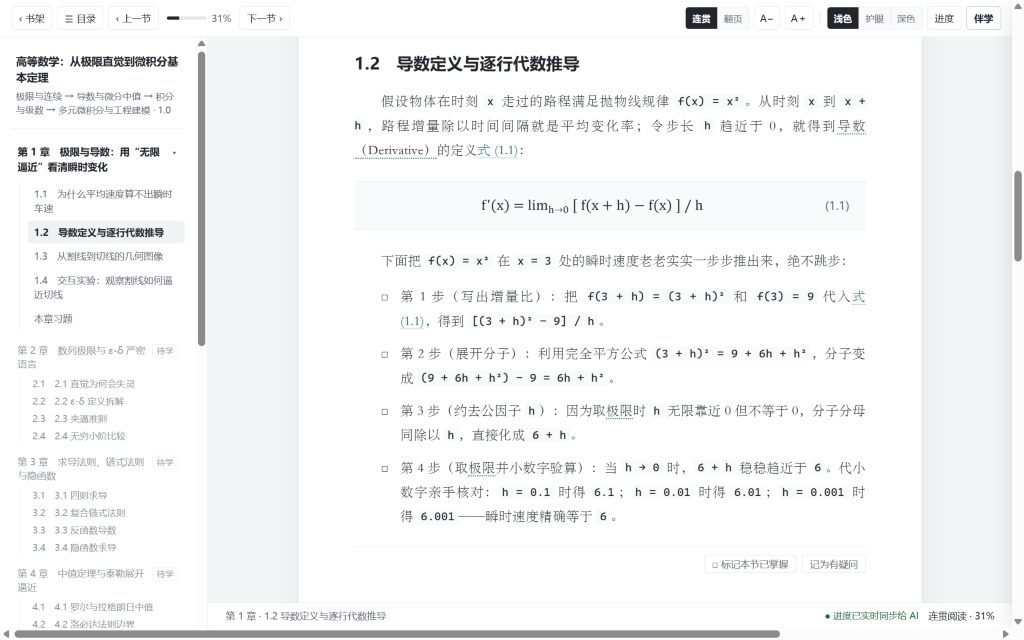 ‹ 书架 ☰ 目录 ‹ 上一节 31% 下一节 › 连贯 翻页 A− A+ 浅色 护眼 深色 进度 伴学
高等数学：从极限直觉到微积分基
本定理
极限与连续 → 导数与微分中值 → 积分
与级数 → 多元微积分与工程建模 · 1.0
第 1 章 极限与导数：用“无限
逼近”看清瞬时变化
1.1 为什么平均速度算不出瞬时
车速
1.2 导数定义与逐行代数推导
1.3 从割线到切线的几何图像
1.4 交互实验：观察割线如何逼
近切线
本章习题
第 2 章 数列极限与 ε-δ 严密 待学
语言
2.1 2.1 直觉为何会失灵
2.2 2.2 ε-δ 定义拆解
2.3 2.3 夹逼准则
2.4 2.4 无穷小阶比较
第 3 章 求导法则、链式法则 待学
与隐函数
3.1 3.1 四则求导
3.2 3.2 复合链式法则
3.3 3.3 反函数导数
3.4 3.4 隐函数求导
第 4 章 中值定理与泰勒展开 待学
逼近
4.1 4.1 罗尔与拉格朗日中值
4.2 4.2 洛必达法则边界
1.2 导数定义与逐行代数推导
假设物体在时刻 x 走过的路程满足抛物线规律 f(x) = x² 。从时刻 x 到 x +
h ，路程增量除以时间间隔就是平均变化率；令步长 h 趋近于 0，就得到导数
（Derivative）的定义式 (1.1)：
f′(x) = limₕ→₀ [ f(x + h) − f(x) ] / h (1.1)
下面把 f(x) = x² 在 x = 3 处的瞬时速度老老实实一步步推出来，绝不跳步：
□ 第 1 步（写出增量比）：把 f(3 + h) = (3 + h)² 和 f(3) = 9 代入式
(1.1)，得到 [(3 + h)² − 9] / h 。
□ 第 2 步（展开分子）：利用完全平方公式 (3 + h)² = 9 + 6h + h² ，分子变
成 (9 + 6h + h²) − 9 = 6h + h² 。
□ 第 3 步（约去公因子 h ）：因为取极限时 h 无限靠近 0 但不等于 0，分子分母
同除以 h ，直接化成 6 + h 。
□ 第 4 步（取极限并小数字验算）：当 h → 0 时， 6 + h 稳稳趋近于 6 。代小
数字亲手核对： h = 0.1 时得 6.1 ； h = 0.01 时得 6.01 ； h = 0.001 时
得 6.001 ——瞬时速度精确等于 6 。
□ 标记本节已掌握 记为有疑问
第 1 章 · 1.2 导数定义与逐行代数推导 ● 进度已实时同步给 AI 连贯阅读 · 31%